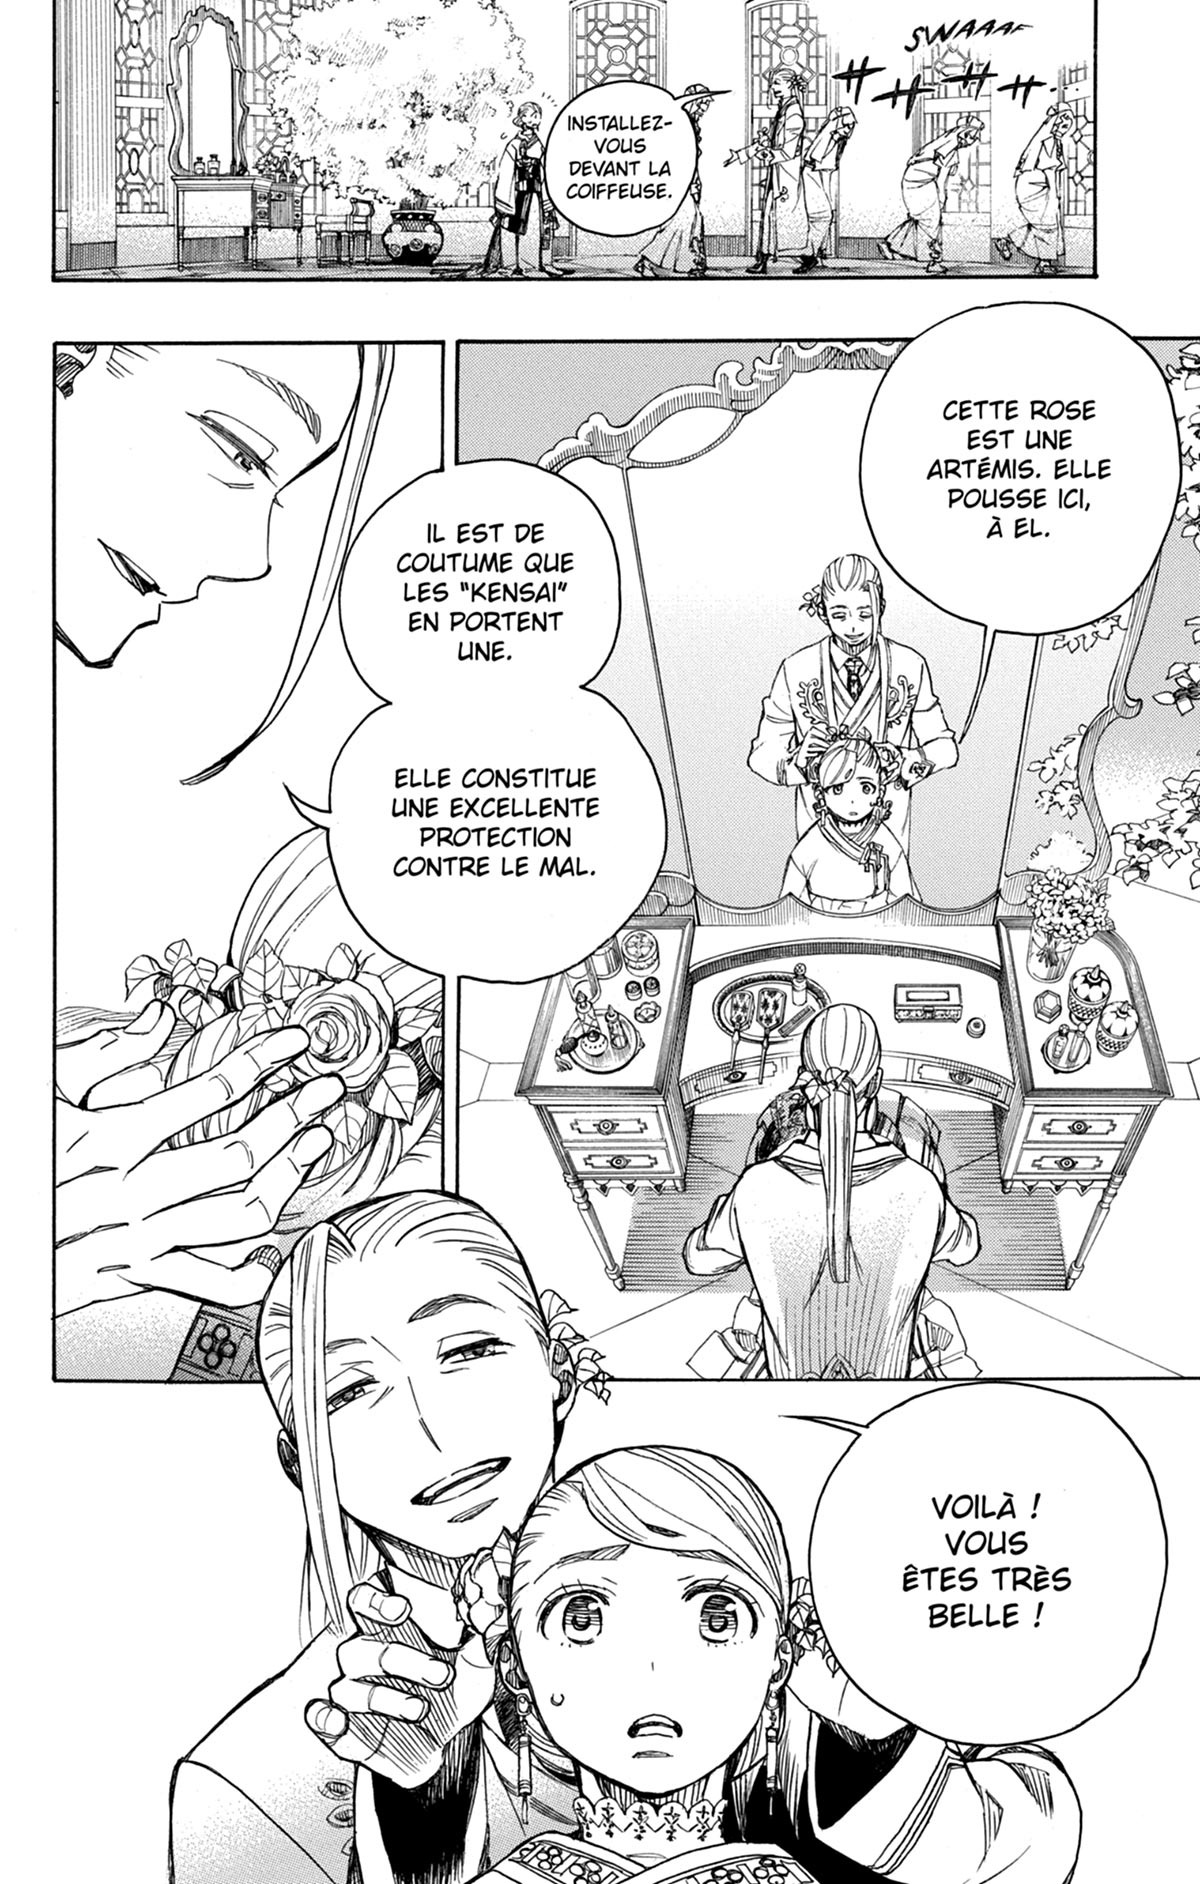 SWAAAF
INSTALLEZ-
VOUS
DEVANT LA
COIFFEUSE.
CETTE ROSE
EST UNE
ARTÉMIS. ELLE
POUSSE ICI,
À EL.
IL EST DE
COUTUME QUE
LES "KENSAI"
EN PORTENT
UNE.
ELLE CONSTITUE
UNE EXCELLENTE
PROTECTION
CONTRE LE MAL.
VOILÀ !
VOUS
ÊTES TRÈS
BELLE !